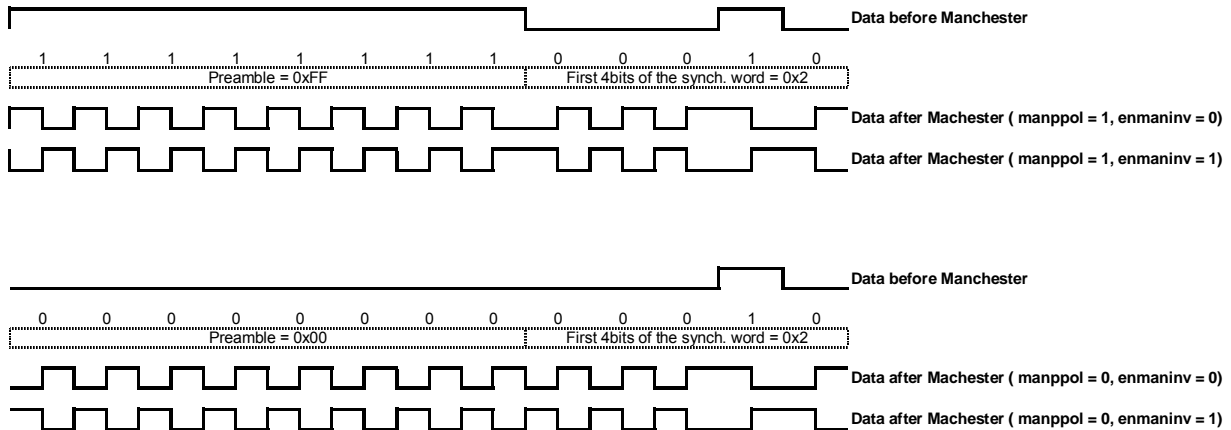 Data before Manchester
1 1 1 1 1 1 1 1 0 0 0 1 0
Preamble = 0xFF First 4bits of the synch. word = 0x2
Data after Machester ( manppol = 1, enmaninv = 0)
Data after Machester ( manppol = 1, enmaninv = 1)
Data before Manchester
0 0 0 0 0 0 0 0 0 0 0 1 0
Preamble = 0x00 First 4bits of the synch. word = 0x2
Data after Machester ( manppol = 0, enmaninv = 0)
Data after Machester ( manppol = 0, enmaninv = 1)